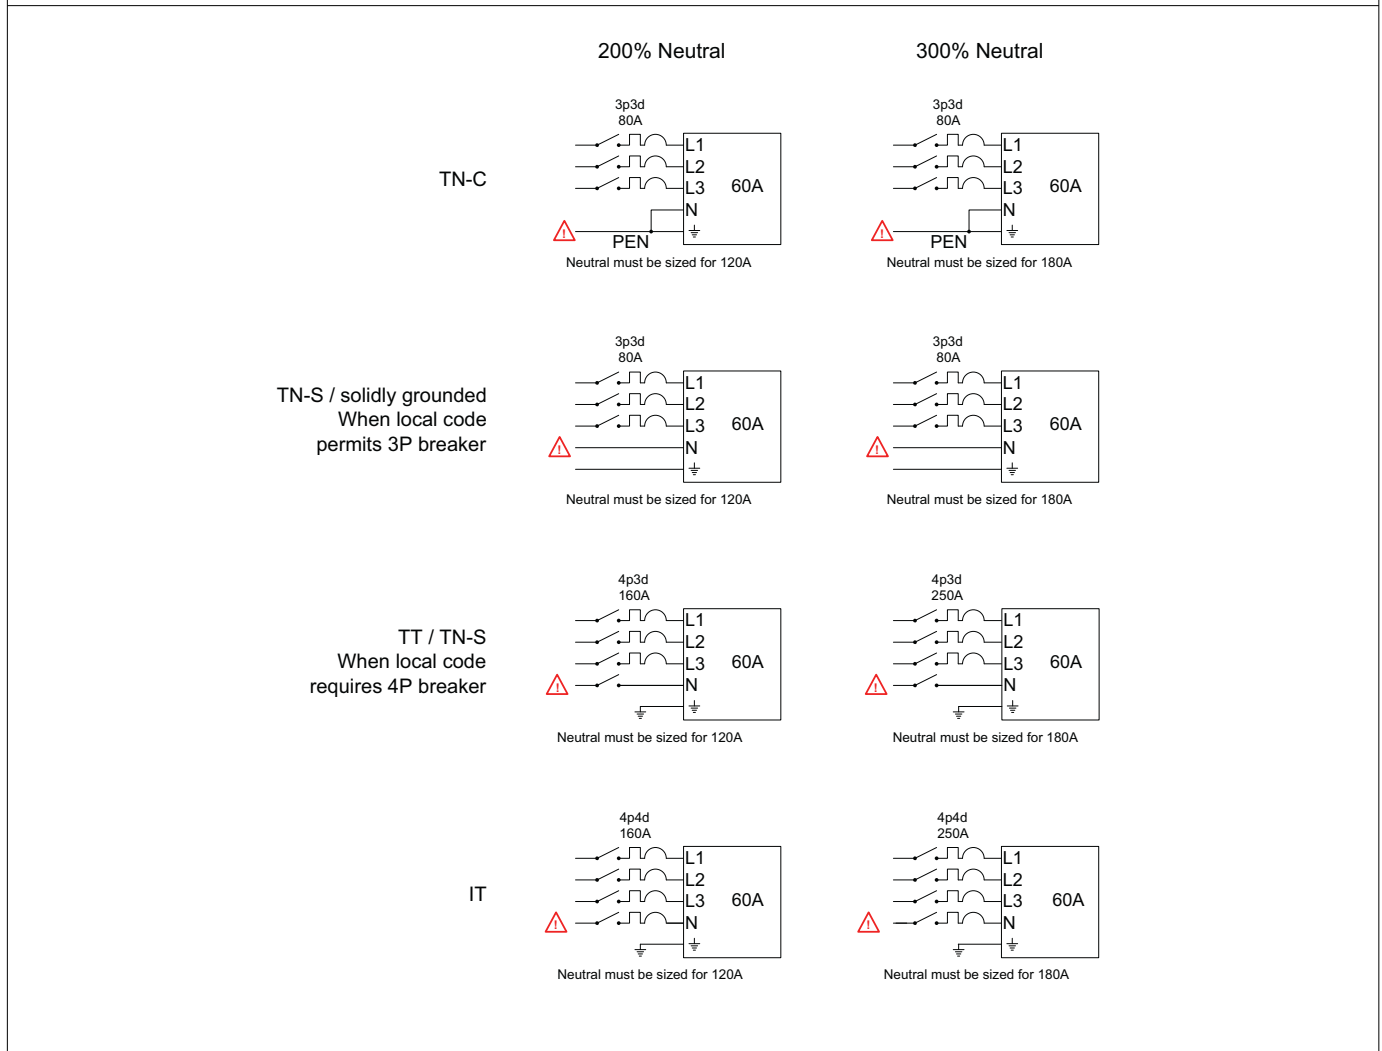 200% Neutral
300% Neutral
TN-C
3p3d
80A
L1
L2
L3
60A
N
PEN
Neutral must be sized for 120A
3p3d
80A
L1
L2
L3
60A
N
PEN
Neutral must be sized for 180A
TN-S / solidly grounded
When local code
permits 3P breaker
3p3d
80A
L1
L2
L3
60A
N
Neutral must be sized for 120A
3p3d
80A
L1
L2
L3
60A
N
Neutral must be sized for 180A
TT / TN-S
When local code
requires 4P breaker
4p3d
160A
L1
L2
L3
60A
N
Neutral must be sized for 120A
4p3d
250A
L1
L2
L3
60A
N
Neutral must be sized for 180A
IT
4p4d
160A
L1
L2
L3
60A
N
Neutral must be sized for 120A
4p4d
250A
L1
L2
L3
60A
N
Neutral must be sized for 180A